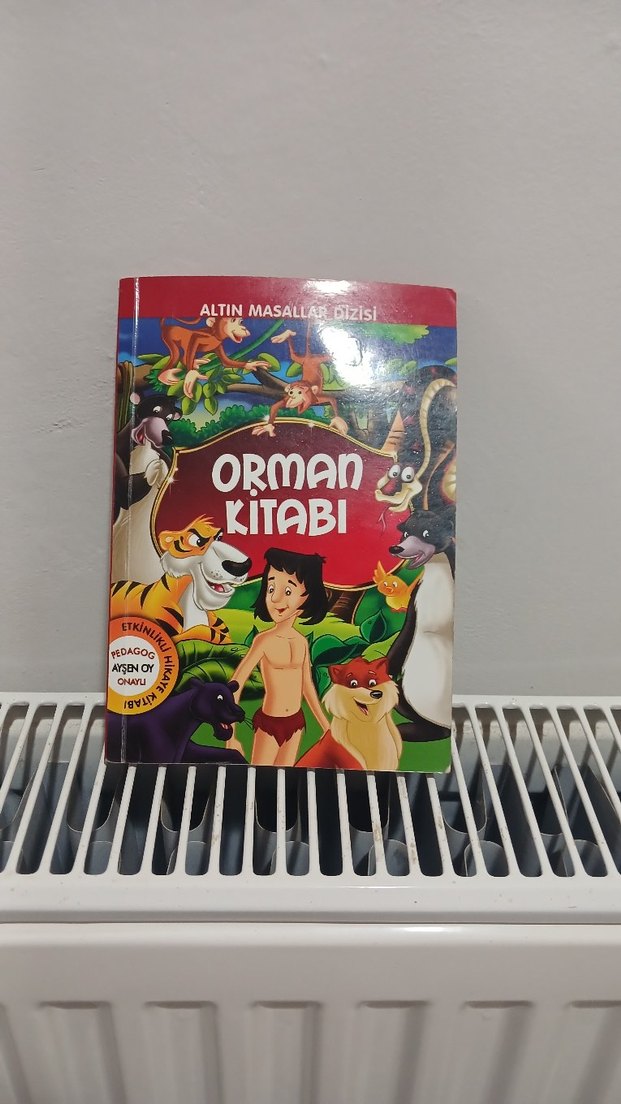 ALTIN MASALLAR DİZİSİ
ORMAN
KİTABI
ETKİNLİKLİ HİKAYE KİTABI
PEDAGOG
AYŞEN OY
ONAYLI